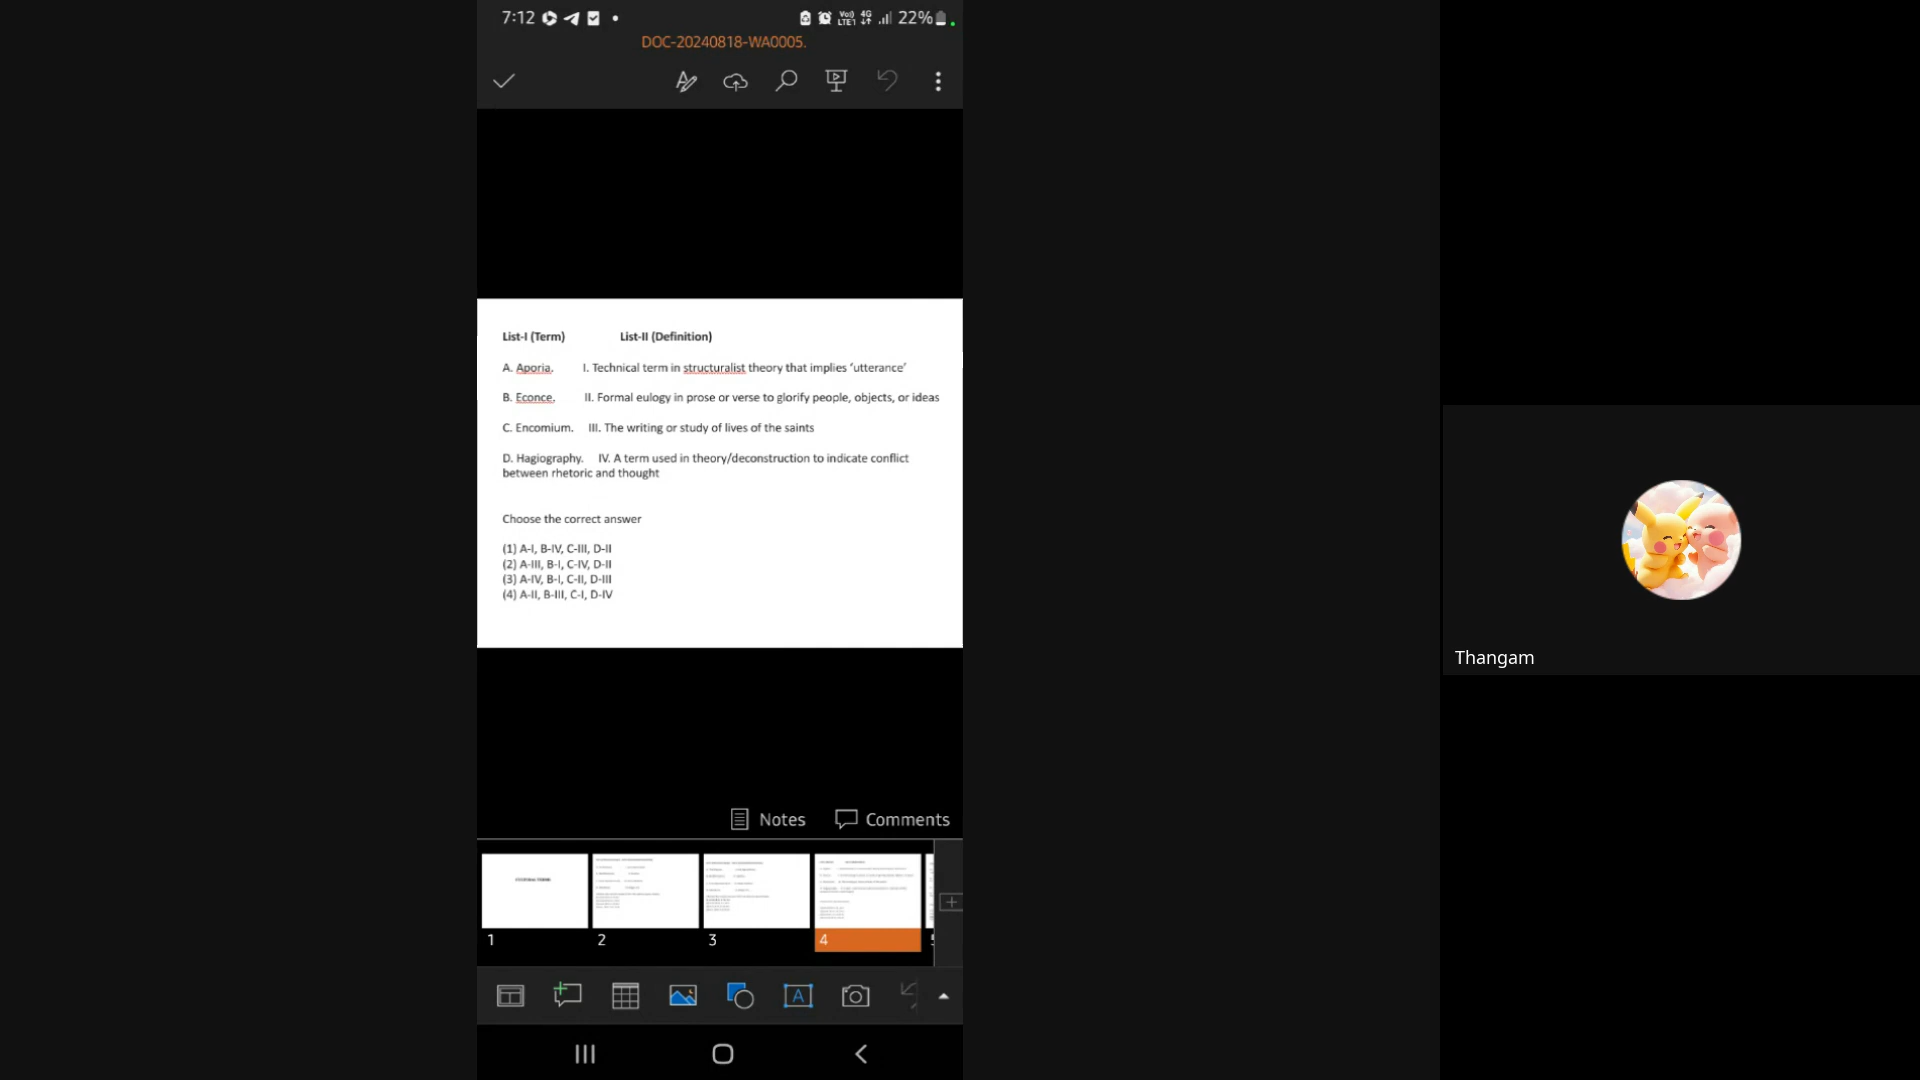 7:12
VoI)
LTE1
4G
22%
DOC-20240818-WA0005.
List-I (Term) List-II (Definition)
A. Aporia. I. Technical term in structuralist theory that implies ‘utterance’
B. Econce. II. Formal eulogy in prose or verse to glorify people, objects, or ideas
C. Encomium. III. The writing or study of lives of the saints
D. Hagiography. IV. A term used in theory/deconstruction to indicate conflict
between rhetoric and thought
Choose the correct answer
(1) A-I, B-IV, C-III, D-II
(2) A-III, B-I, C-IV, D-II
(3) A-IV, B-I, C-II, D-III
(4) A-II, B-III, C-I, D-IV
Thangam
Notes Comments
1 2 3 4